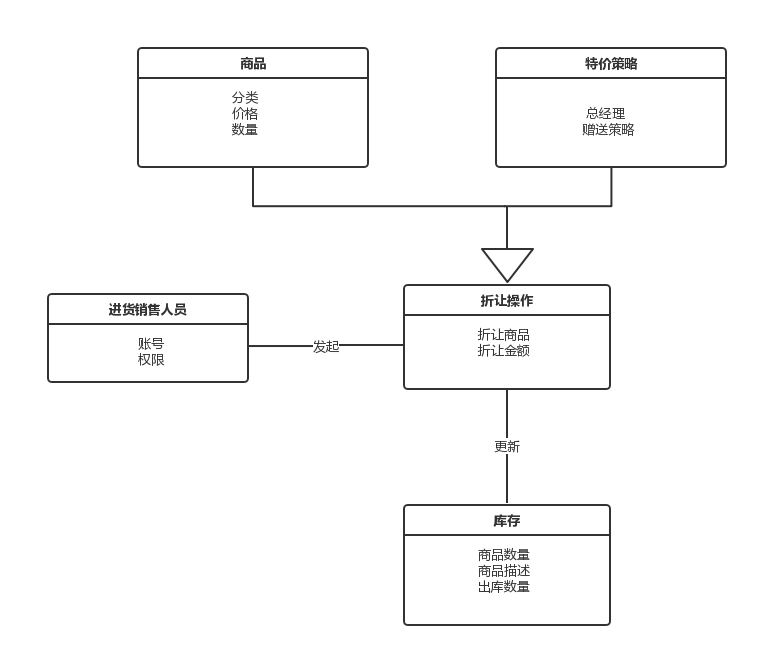 商品
分类
价格
数量
特价策略
总经理
赠送策略
进货销售人员
账号
权限
发起
折让操作
折让商品
折让金额
更新
库存
商品数量
商品描述
出库数量